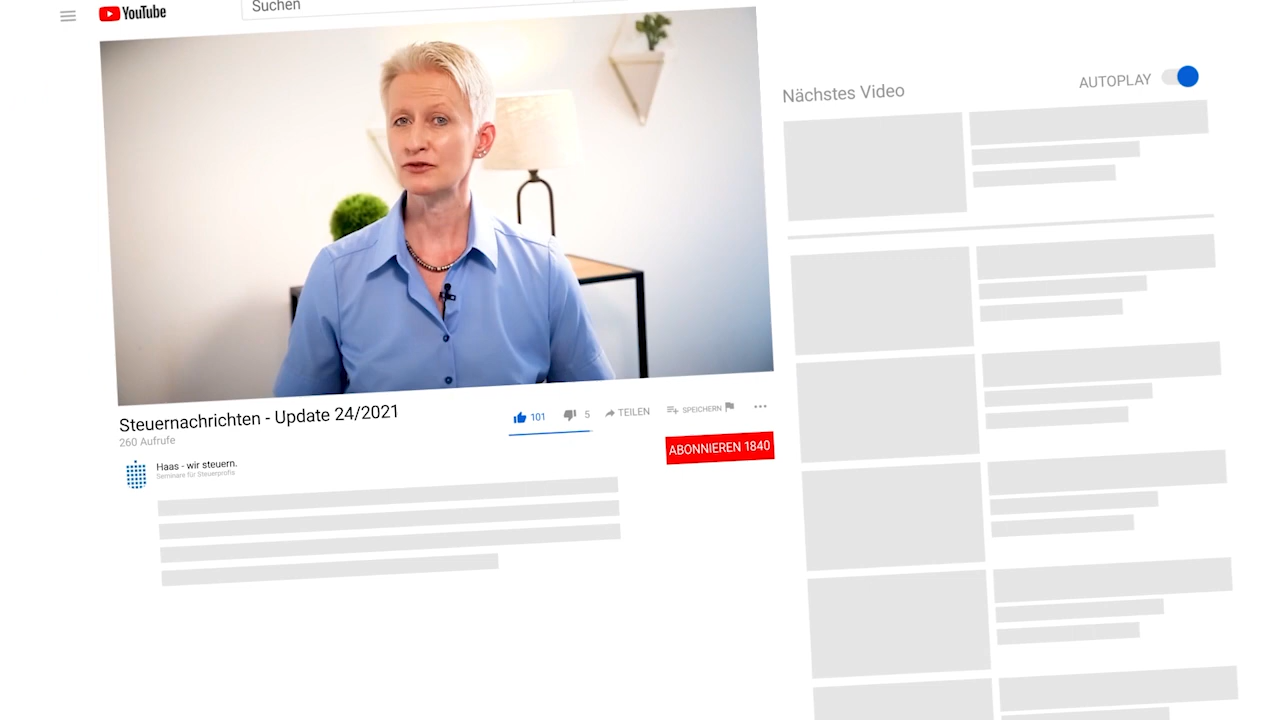 YouTube
Suchen
Nächstes Video
AUTOPLAY
Steuernachrichten - Update 24/2021
260 Aufrufe
101
5
TEILEN
SPEICHERN
ABONNIEREN 1840
Haas - wir steuern.
Seminare für Steuerprofis